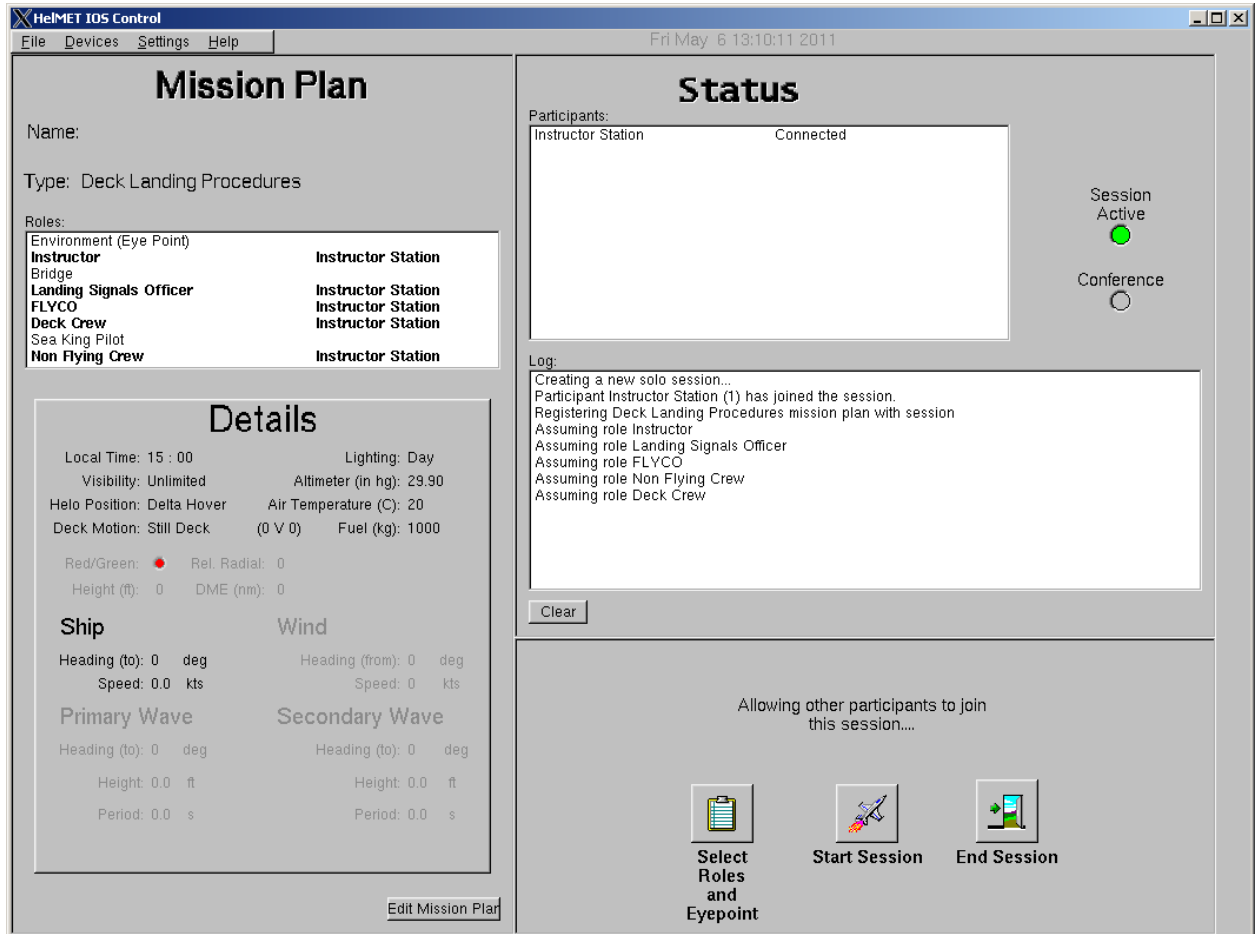 HelMET IOS Control
File Devices Settings Help
Fri May 6 13:10:11 2011
Mission Plan
Name:
Type: Deck Landing Procedures
Roles:
Environment (Eye Point)
Instructor Instructor Station
Bridge
Landing Signals Officer Instructor Station
FLYCO Instructor Station
Deck Crew Instructor Station
Sea King Pilot
Non Flying Crew Instructor Station
Details
Local Time: 15 : 00 Lighting: Day
Visibility: Unlimited Altimeter (in hg): 29.90
Helo Position: Delta Hover Air Temperature (C): 20
Deck Motion: Still Deck (0 V 0) Fuel (kg): 1000
Red/Green: Rel. Radial: 0
Height (ft): 0 DME (nm): 0
Ship Wind
Heading (to): 0 deg Heading (from): 0 deg
Speed: 0.0 kts Speed: 0 kts
Primary Wave Secondary Wave
Heading (to): 0 deg Heading (to): 0 deg
Height: 0.0 ft Height: 0.0 ft
Period: 0.0 s Period: 0.0 s
Edit Mission Plan
Status
Participants:
Instructor Station Connected
Session
Active
Conference
Log:
Creating a new solo session...
Participant Instructor Station (1) has joined the session.
Registering Deck Landing Procedures mission plan with session
Assuming role Instructor
Assuming role Landing Signals Officer
Assuming role FLYCO
Assuming role Non Flying Crew
Assuming role Deck Crew
Clear
Allowing other participants to join
this session....
Select
Roles
and
Eyepoint
Start Session
End Session